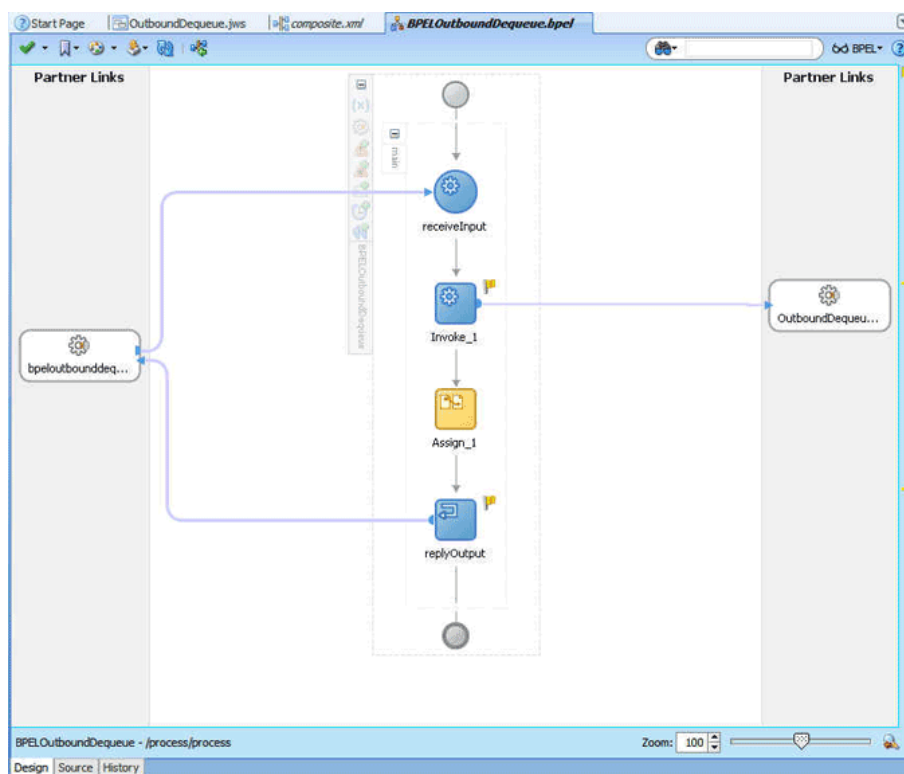 Start Page OutboundDequeue.jws composite.xml BPELOutboundDequeue.bpel
BPEL
Partner Links Partner Links
main
receiveInput
BPELOutboundDequeue
Invoke_1
OutboundDequeu...
bpeloutbounddeq...
Assign_1
replyOutput
BPELOutboundDequeue - /process/process Zoom: 100
Design Source History